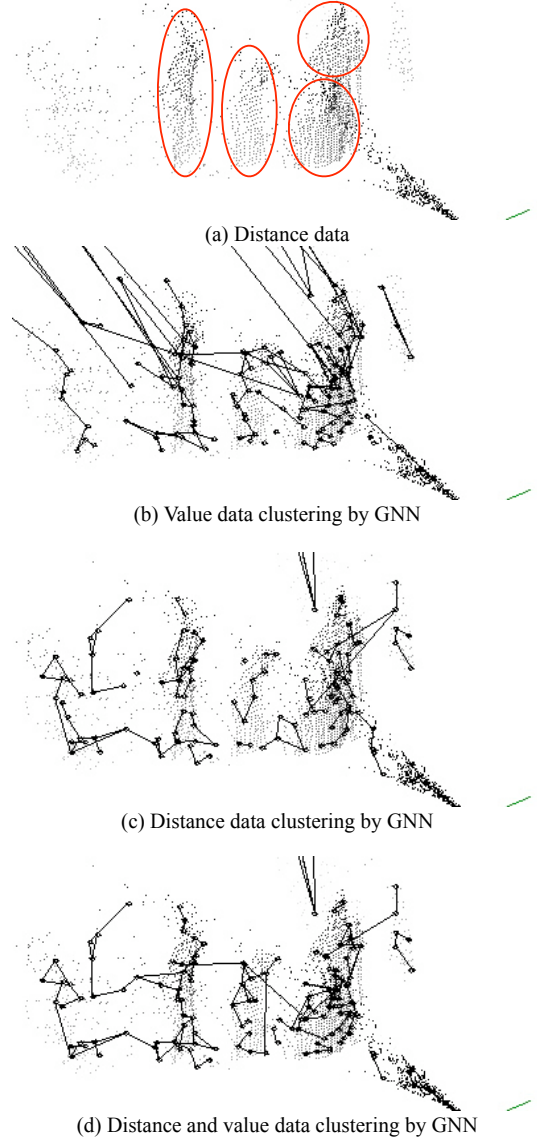 (a) Distance data
(b) Value data clustering by GNN
(c) Distance data clustering by GNN
(d) Distance and value data clustering by GNN